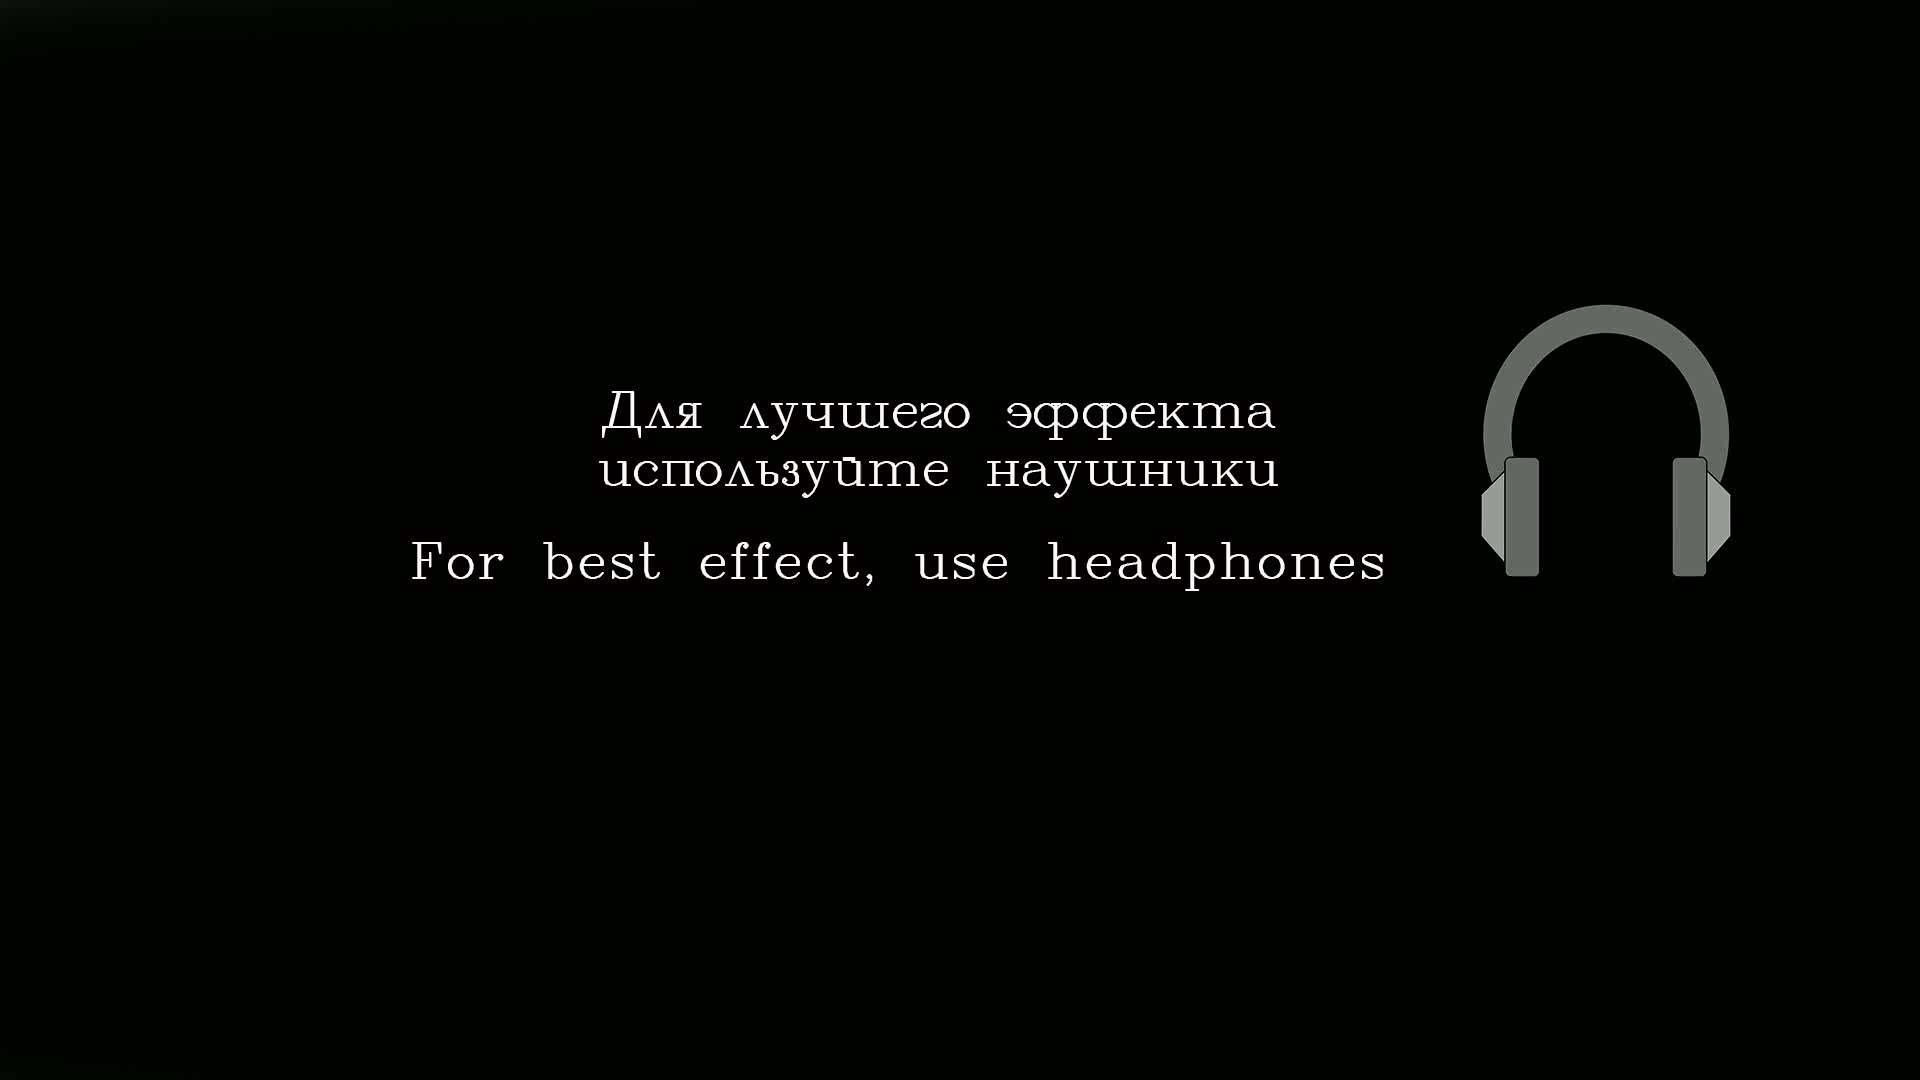 Для лучшего эффекта
используйте наушники
For best effect, use headphones